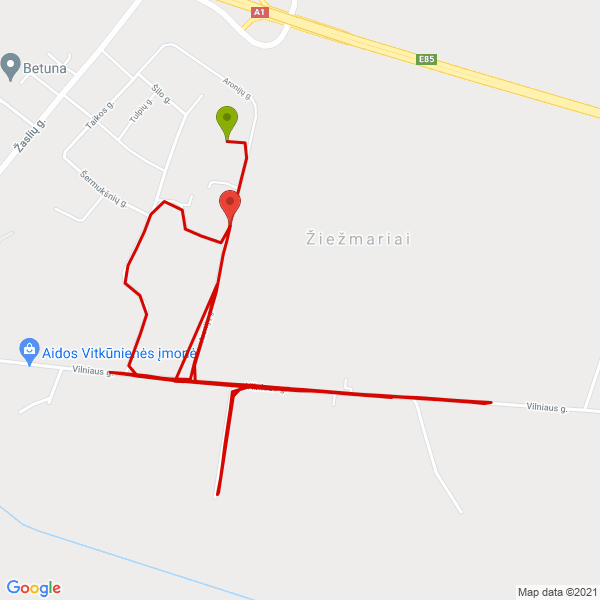 A1
E85
Betuna
Aronijų g.
Šilo g.
Tulpių g.
Taikos g.
Žaslių g.
Šermukšnių g.
Žiežmariai
Aidos Vitkūnienės įmonė
Vilniaus g.
Vilniaus g.
Google
Map data ©2021